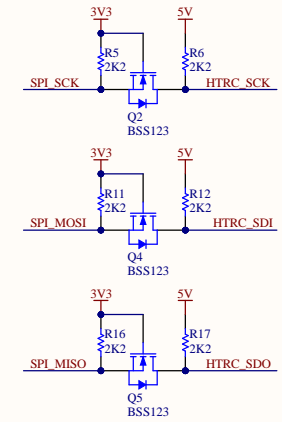 3V3 5V
R5 R6
2K2 2K2
SPI_SCK HTRC_SCK
Q2
BSS123
3V3 5V
R11 R12
2K2 2K2
SPI_MOSI HTRC_SDI
Q4
BSS123
3V3 5V
R16 R17
2K2 2K2
SPI_MISO HTRC_SDO
Q5
BSS123